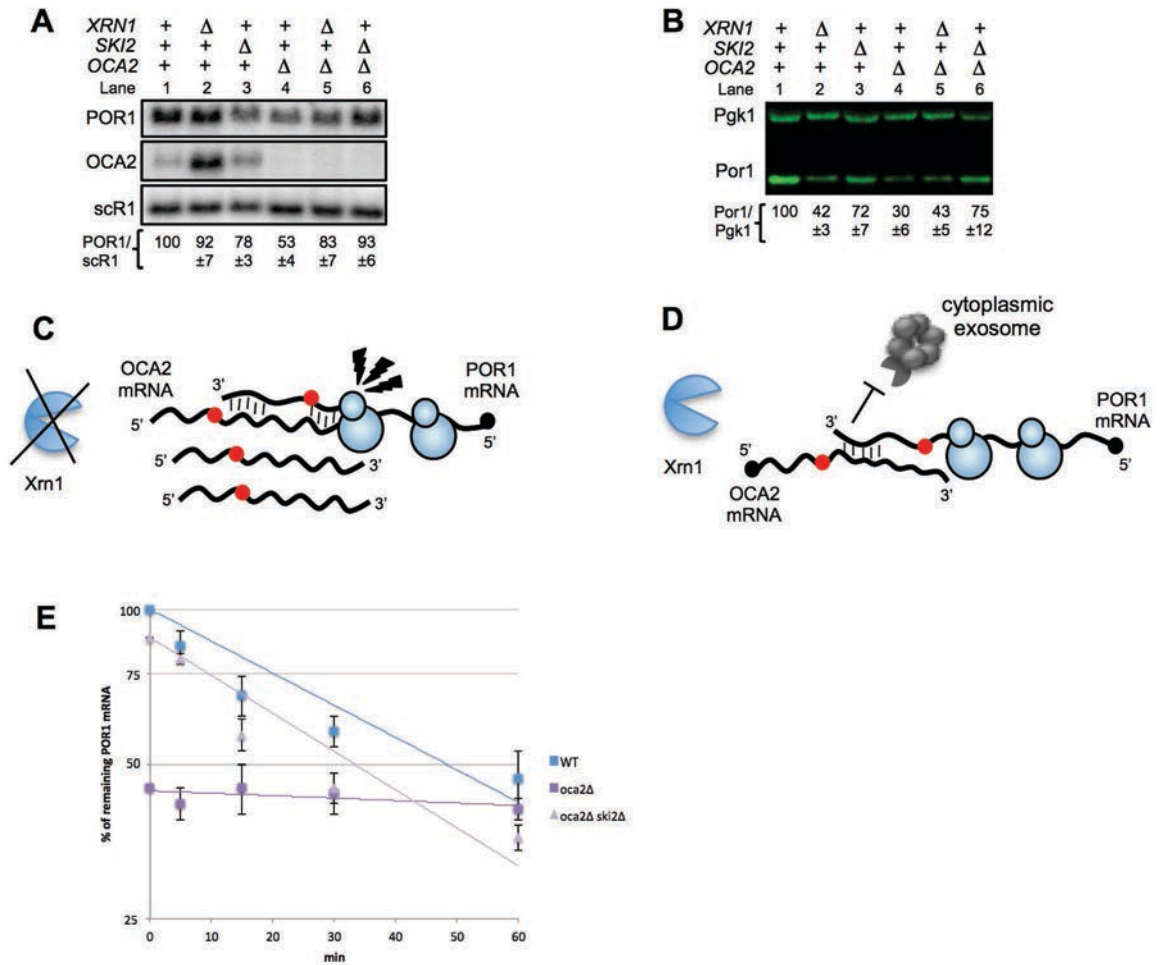 A
XRN1 + Δ + + Δ +
SKI2 + + Δ + + Δ
OCA2 + + + Δ Δ Δ
Lane 1 2 3 4 5 6
POR1
OCA2
scR1
POR1/ 100 92 78 53 83 93
scR1 ±7 ±3 ±4 ±7 ±6
B
XRN1 + Δ + + Δ +
SKI2 + + Δ + + Δ
OCA2 + + + Δ Δ Δ
Lane 1 2 3 4 5 6
Pgk1
Por1
Por1/ 100 42 72 30 43 75
Pgk1 ±3 ±7 ±6 ±5 ±12
C
Xrn1
OCA2
mRNA
POR1
mRNA
3'
5'
5'
5'
3'
5'
3'
D
cytoplasmic
exosome
Xrn1
POR1
mRNA
3'
5'
OCA2
mRNA
5'
3'
E
% of remaining POR1 mRNA
100
75
50
25
0 10 20 30 40 50 60
min
WT
oca2Δ
oca2Δ ski2Δ